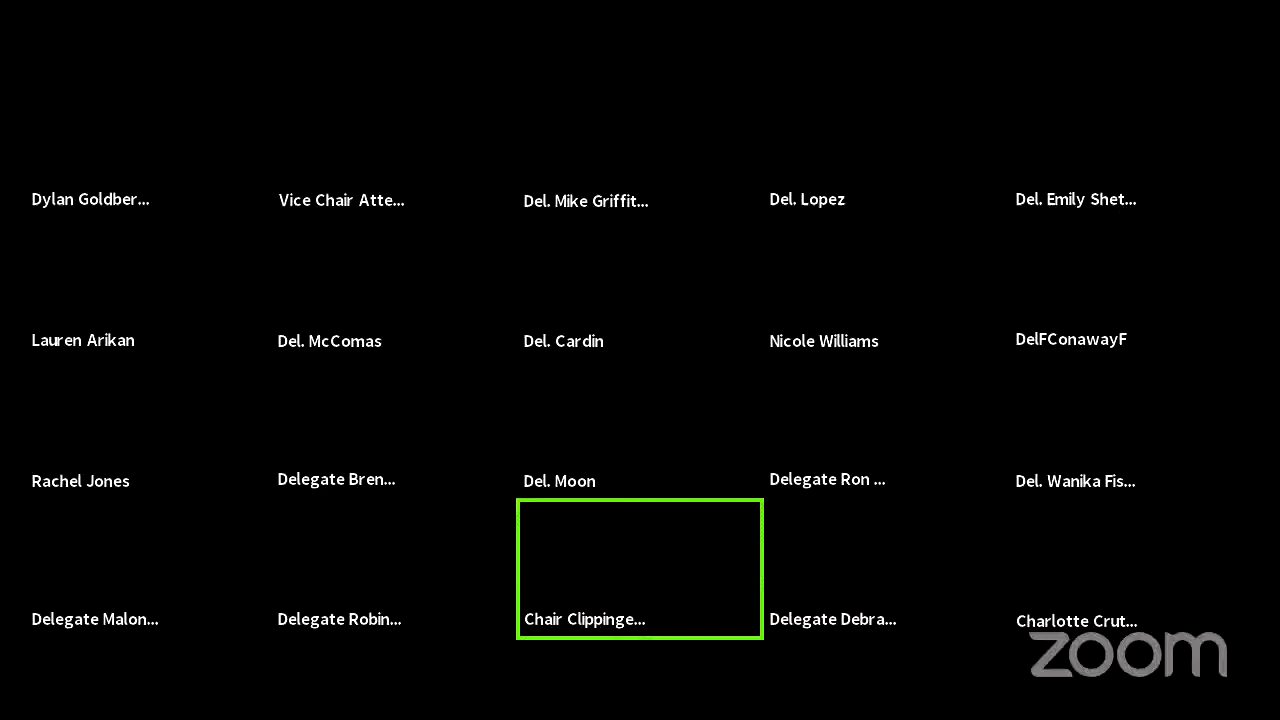 Dylan Goldber...
Vice Chair Atte...
Del. Mike Griffit...
Del. Lopez
Del. Emily Shet...
Lauren Arikan
Del. McComas
Del. Cardin
Nicole Williams
DelFConawayF
Rachel Jones
Delegate Bren...
Del. Moon
Delegate Ron ...
Del. Wanika Fis...
Delegate Malon...
Delegate Robin...
Chair Clippinge...
Delegate Debra...
Charlotte Crut...
zoom